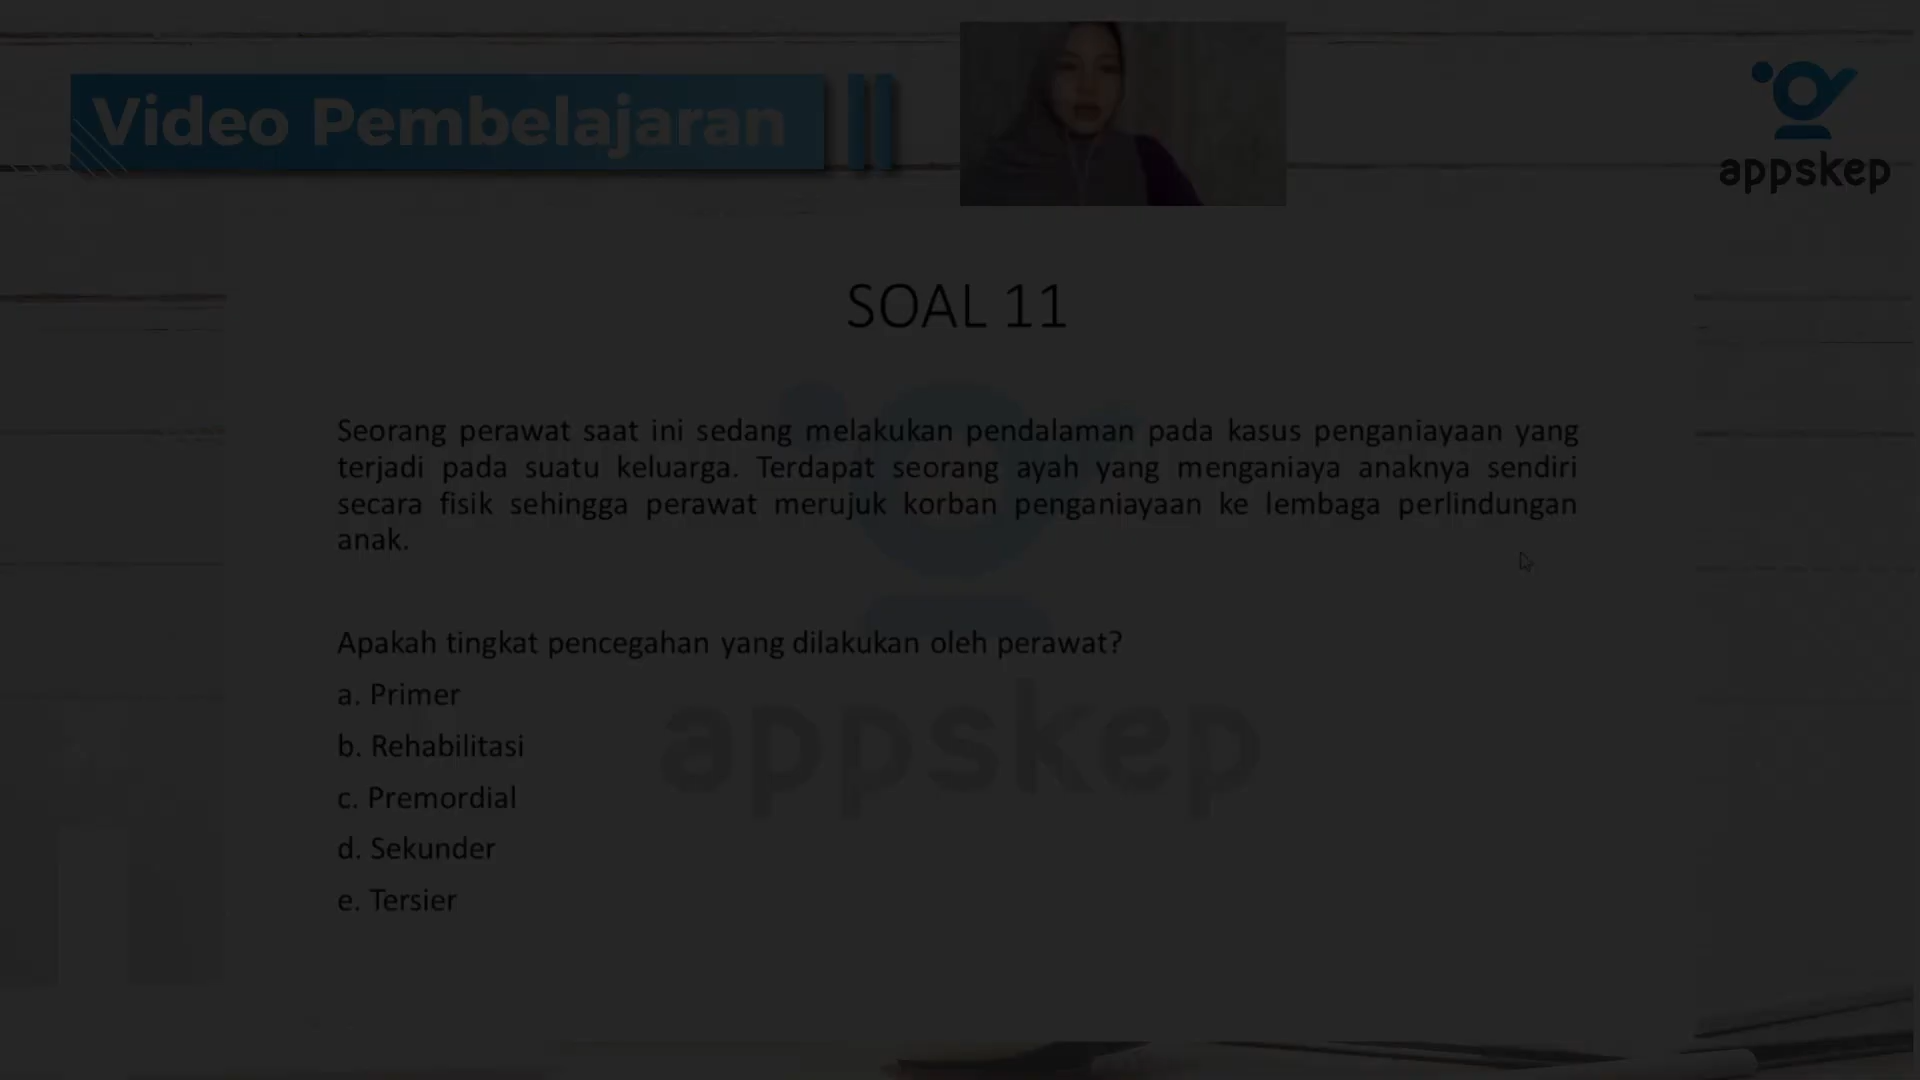 Video Pembelajaran
appskep
SOAL 11
Seorang perawat saat ini sedang melakukan pendalaman pada kasus penganiayaan yang
terjadi pada suatu keluarga. Terdapat seorang ayah yang menganiaya anaknya sendiri
secara fisik sehingga perawat merujuk korban penganiayaan ke lembaga perlindungan
anak.
Apakah tingkat pencegahan yang dilakukan oleh perawat?
a. Primer
b. Rehabilitasi
c. Premordial
d. Sekunder
e. Tersier
appskep